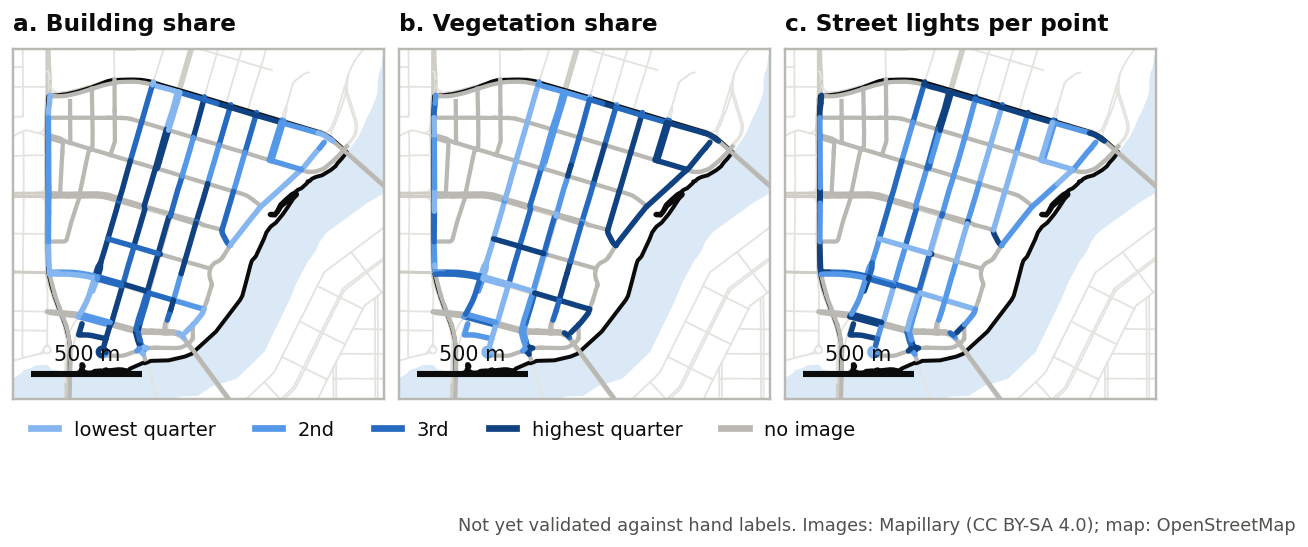 a. Building share
b. Vegetation share
c. Street lights per point
500 m
500 m
500 m
lowest quarter
2nd
3rd
highest quarter
no image
Not yet validated against hand labels. Images: Mapillary (CC BY-SA 4.0); map: OpenStreetMap